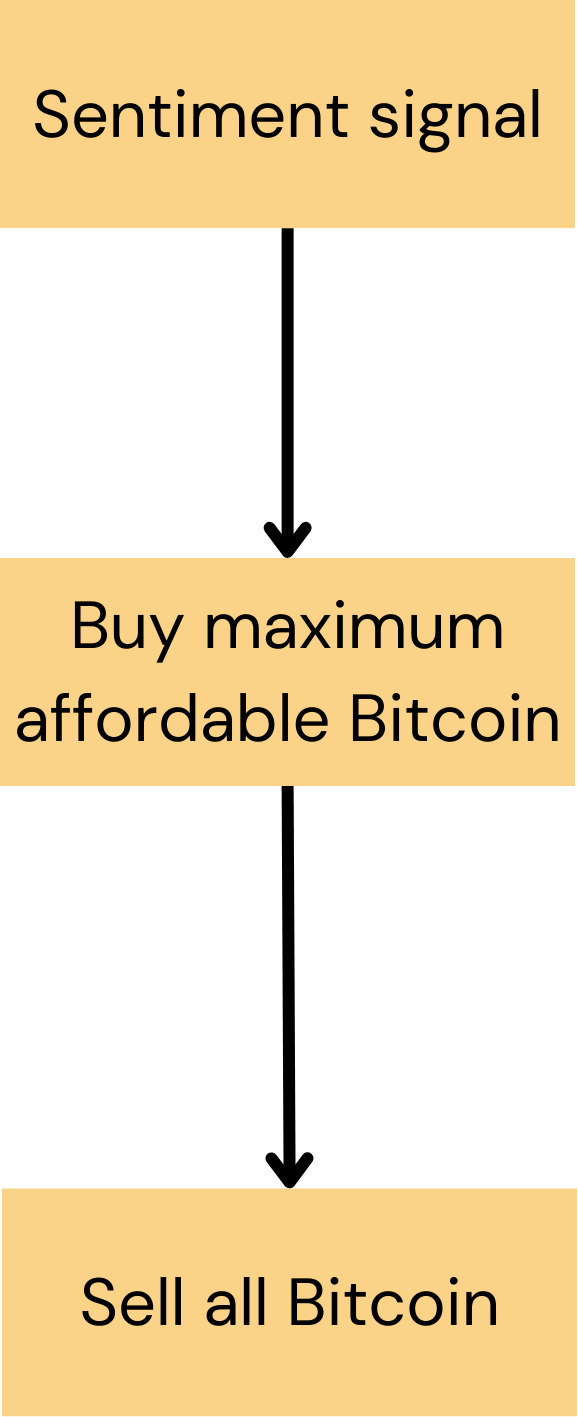 Sentiment signal
Buy maximum
affordable Bitcoin
Sell all Bitcoin